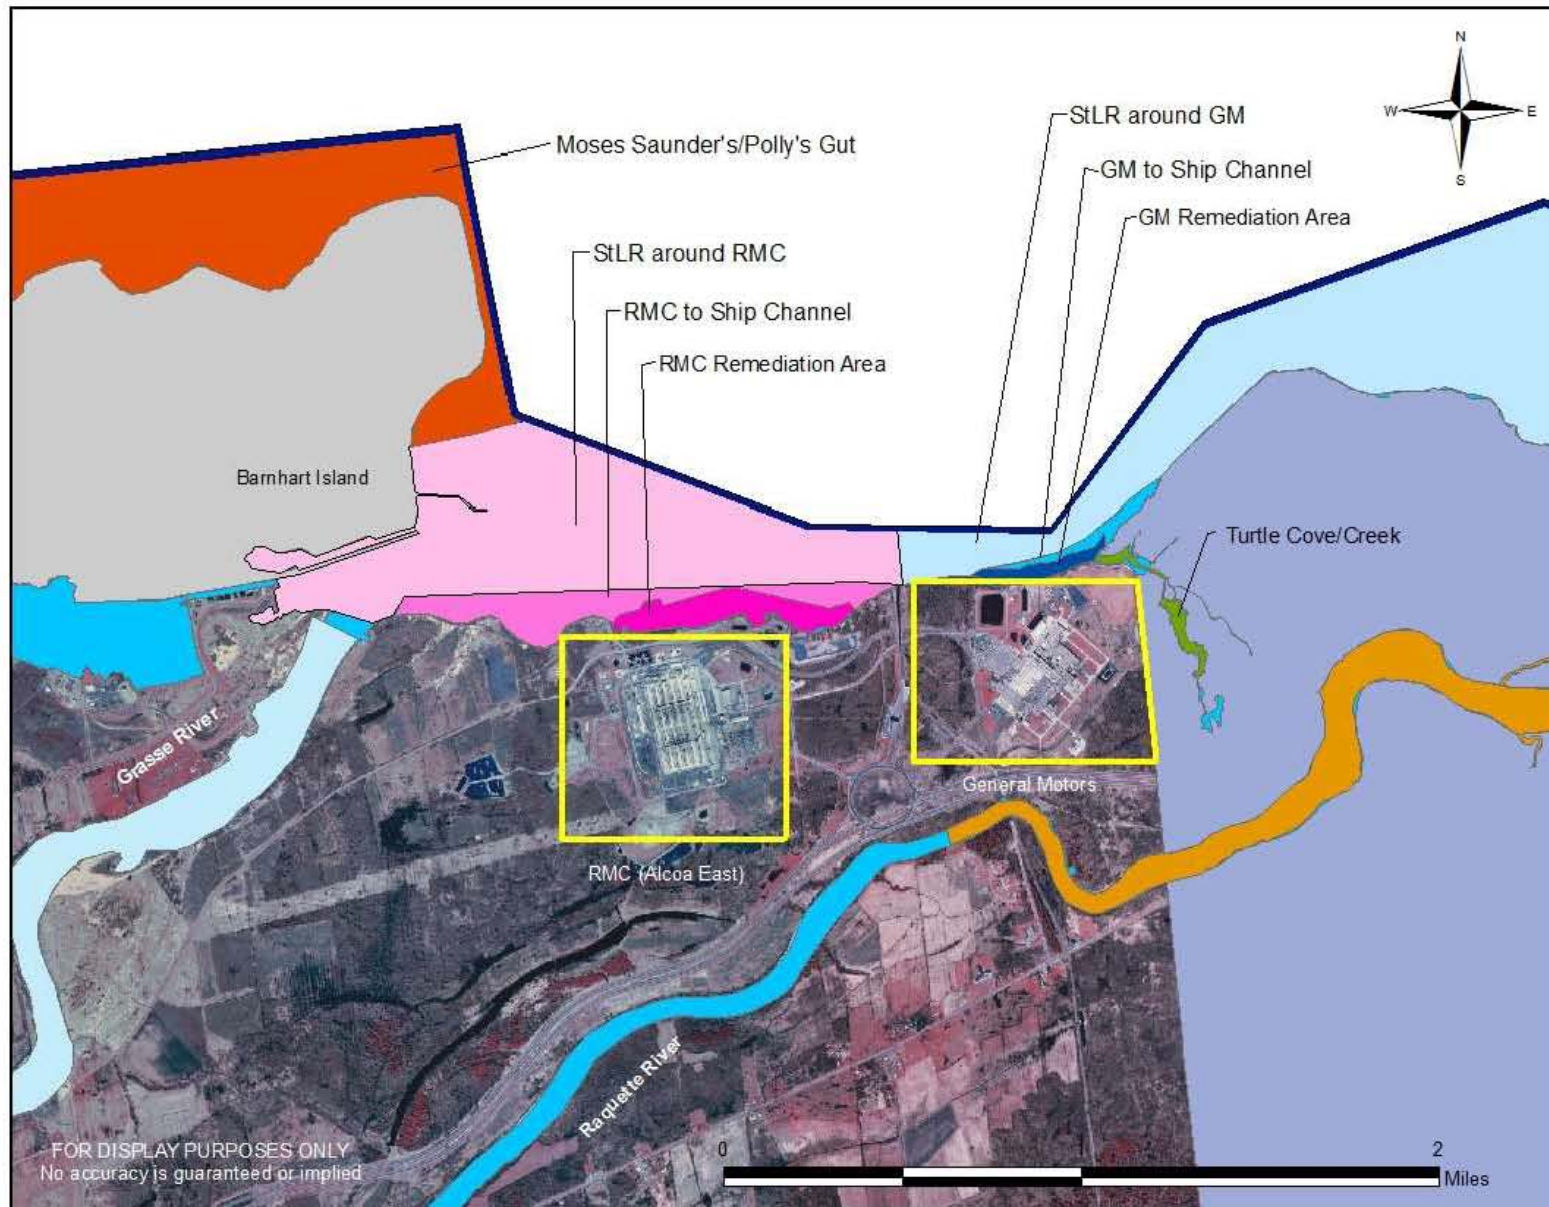 N
W E
S
StLR around GM
Moses Saunder's/Polly's Gut
GM to Ship Channel
GM Remediation Area
StLR around RMC
RMC to Ship Channel
RMC Remediation Area
Barnhart Island
Turtle Cove/Creek
Grasse River
General Motors
RMC (Alcoa East)
Raquette River
FOR DISPLAY PURPOSES ONLY
No accuracy is guaranteed or implied
0 2
Miles